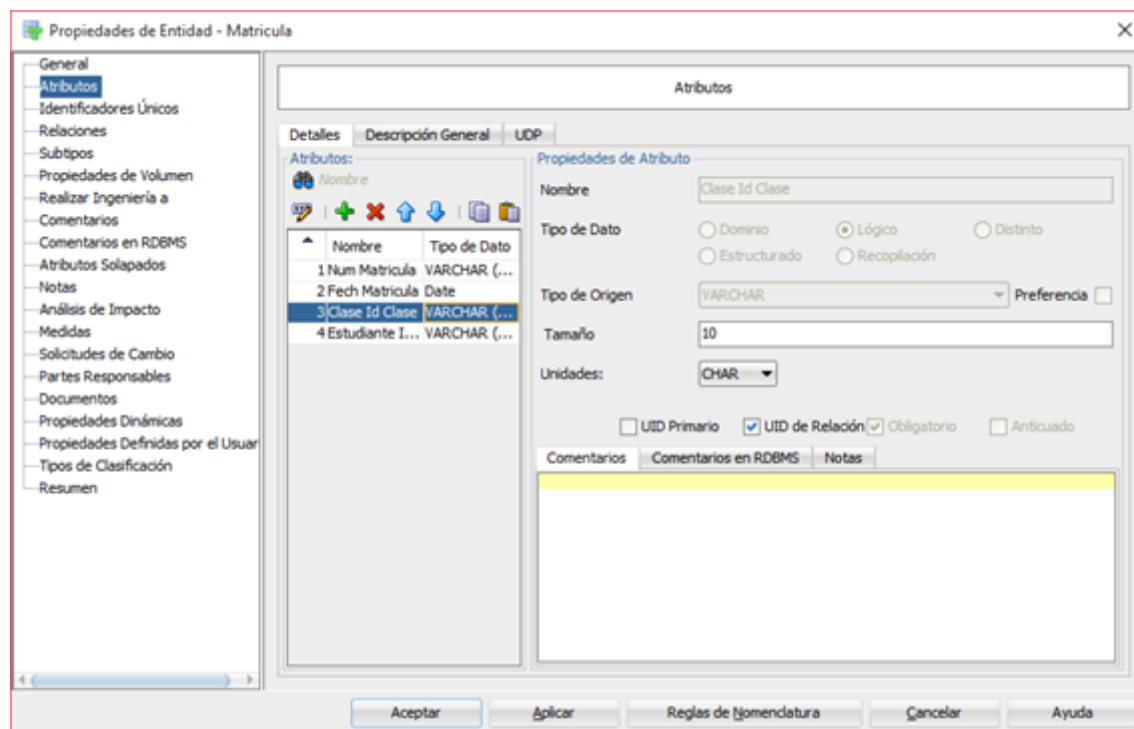 Propiedades de Entidad - Matricula
General
Atributos
Identificadores Únicos
Relaciones
Subtipos
Propiedades de Volumen
Realizar Ingeniería a
Comentarios
Comentarios en RDBMS
Atributos Solapados
Notas
Análisis de Impacto
Medidas
Solicitudes de Cambio
Partes Responsables
Documentos
Propiedades Dinámicas
Propiedades Definidas por el Usuar
Tipos de Clasificación
Resumen
Atributos
Detalles Descripción General UDP
Atributos:
Nombre
Nombre Tipo de Dato
1 Num Matricula VARCHAR (...
2 Fech Matricula Date
3 Clase Id Clase VARCHAR (...
4 Estudiante I... VARCHAR (...
Propiedades de Atributo
Nombre Clase Id Clase
Tipo de Dato Dominio Lógico Distinto
Estructurado Recopilación
Tipo de Origen VARCHAR Preferencia
Tamaño 10
Unidades: CHAR
UID Primario UID de Relación Obligatorio Anticuado
Comentarios Comentarios en RDBMS Notas
Aceptar Aplicar Reglas de Nomenclatura Cancelar Ayuda